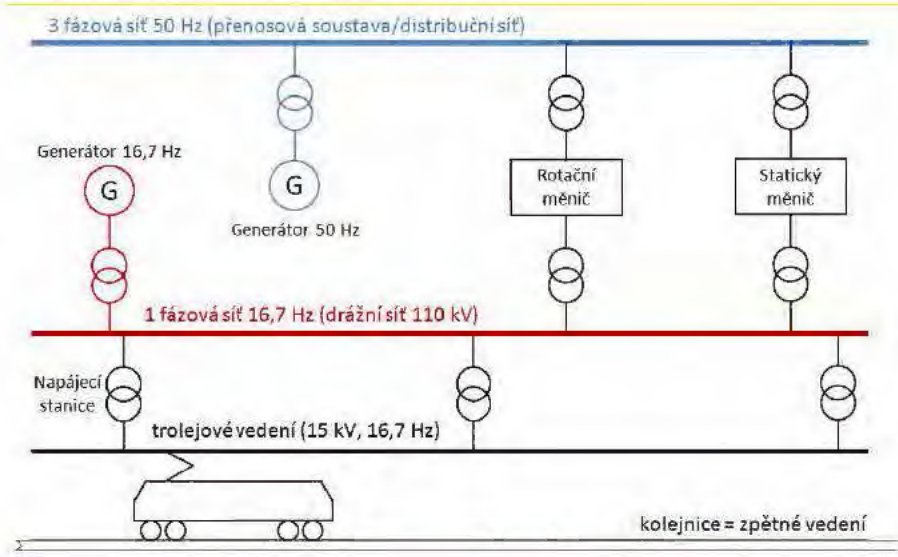 3 fázová síť 50 Hz (přenosová soustava/distribuční síť)
Generátor 16,7 Hz
G
G
Generátor 50 Hz
Rotační
měnič
Statický
měnič
1 fázová síť 16,7 Hz (drážní síť 110 kV)
Napájecí
stanice
trolejové vedení (15 kV, 16,7 Hz)
kolejnice = zpětné vedení